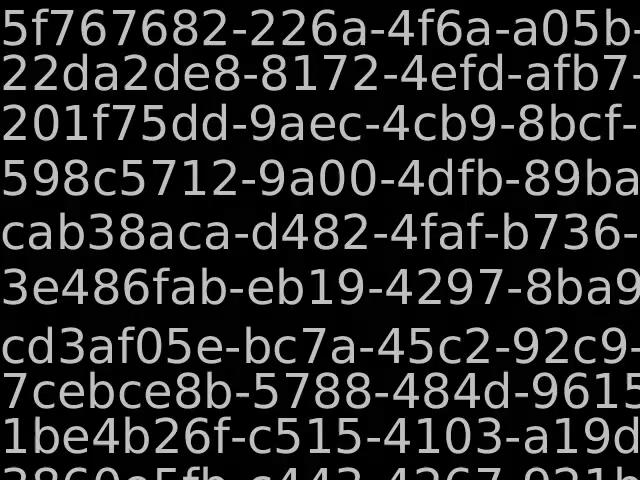 5f767682-226a-4f6a-a05b-
22da2de8-8172-4efd-afb7-
201f75dd-9aec-4cb9-8bcf-
598c5712-9a00-4dfb-89ba
cab38aca-d482-4faf-b736-
3e486fab-eb19-4297-8ba9
cd3af05e-bc7a-45c2-92c9-
7cebce8b-5788-484d-9615
1be4b26f-c515-4103-a19d